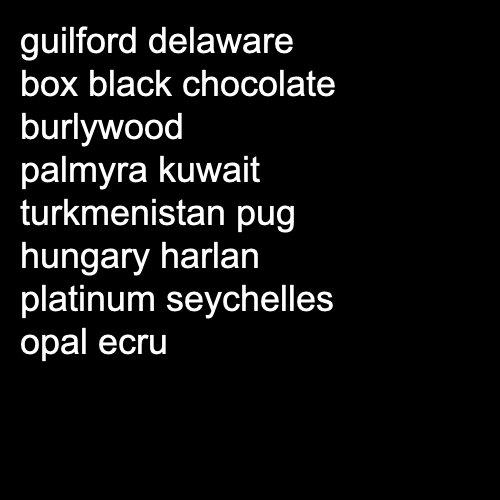 guilford delaware
box black chocolate
burlywood
palmyra kuwait
turkmenistan pug
hungary harlan
platinum seychelles
opal ecru